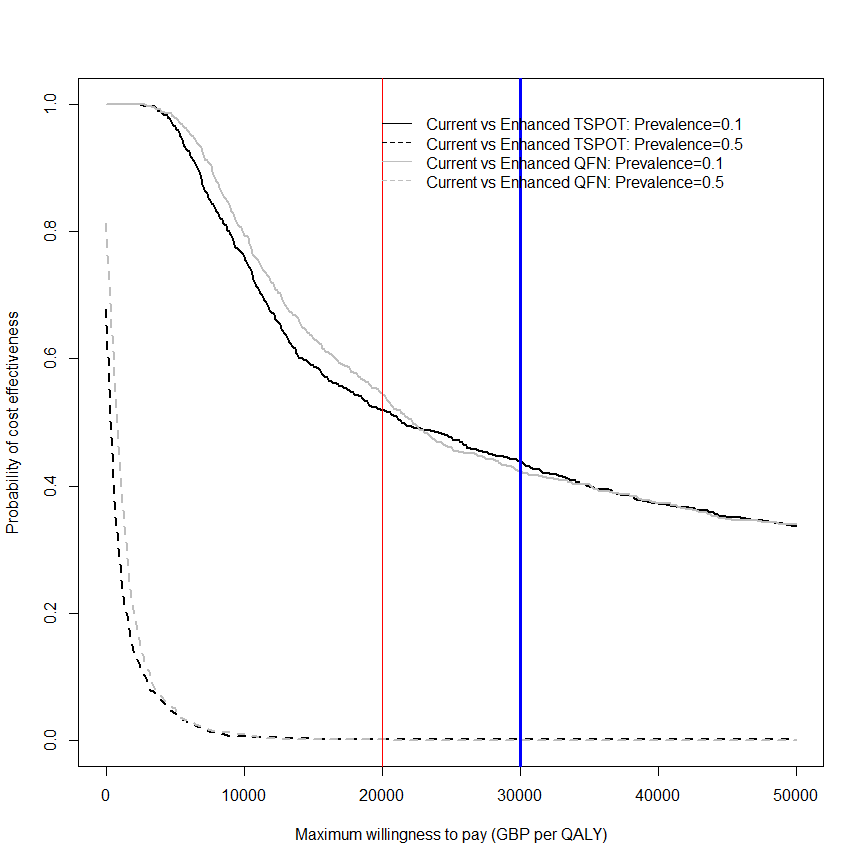 Current vs Enhanced TSPOT: Prevalence=0.1
Current vs Enhanced TSPOT: Prevalence=0.5
Current vs Enhanced QFN: Prevalence=0.1
Current vs Enhanced QFN: Prevalence=0.5
Probability of cost effectiveness
1.0
0.8
0.6
0.4
0.2
0.0
0 10000 20000 30000 40000 50000
Maximum willingness to pay (GBP per QALY)